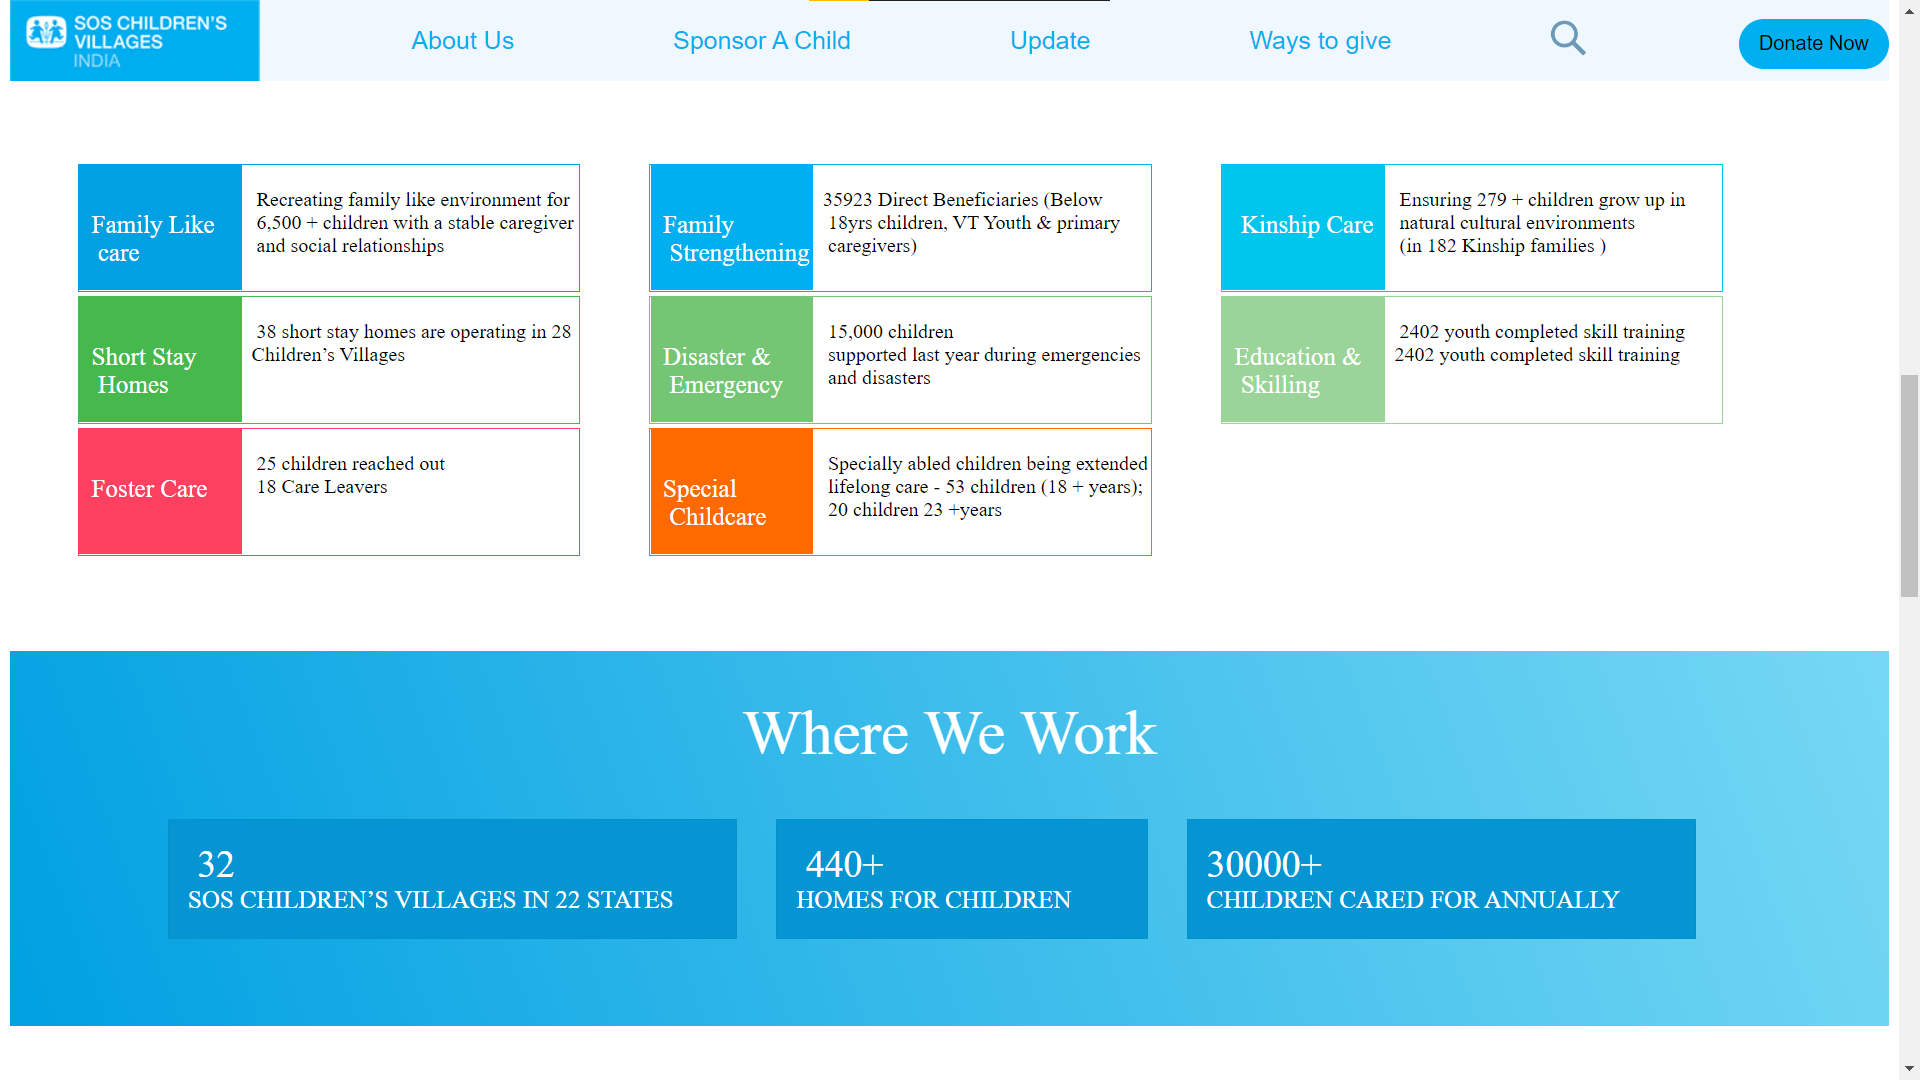 SOS CHILDREN'S
VILLAGES
INDIA
About Us
Sponsor A Child
Update
Ways to give
Donate Now
Family Like
care
Recreating family like environment for
6,500 + children with a stable caregiver
and social relationships
Family
Strengthening
35923 Direct Beneficiaries (Below
18yrs children, VT Youth & primary
caregivers)
Kinship Care
Ensuring 279 + children grow up in
natural cultural environments
(in 182 Kinship families )
Short Stay
Homes
38 short stay homes are operating in 28
Children’s Villages
Disaster &
Emergency
15,000 children
supported last year during emergencies
and disasters
Education &
Skilling
2402 youth completed skill training
2402 youth completed skill training
Foster Care
25 children reached out
18 Care Leavers
Special
Childcare
Specially abled children being extended
lifelong care - 53 children (18 + years);
20 children 23 +years
Where We Work
32
SOS CHILDREN’S VILLAGES IN 22 STATES
440+
HOMES FOR CHILDREN
30000+
CHILDREN CARED FOR ANNUALLY